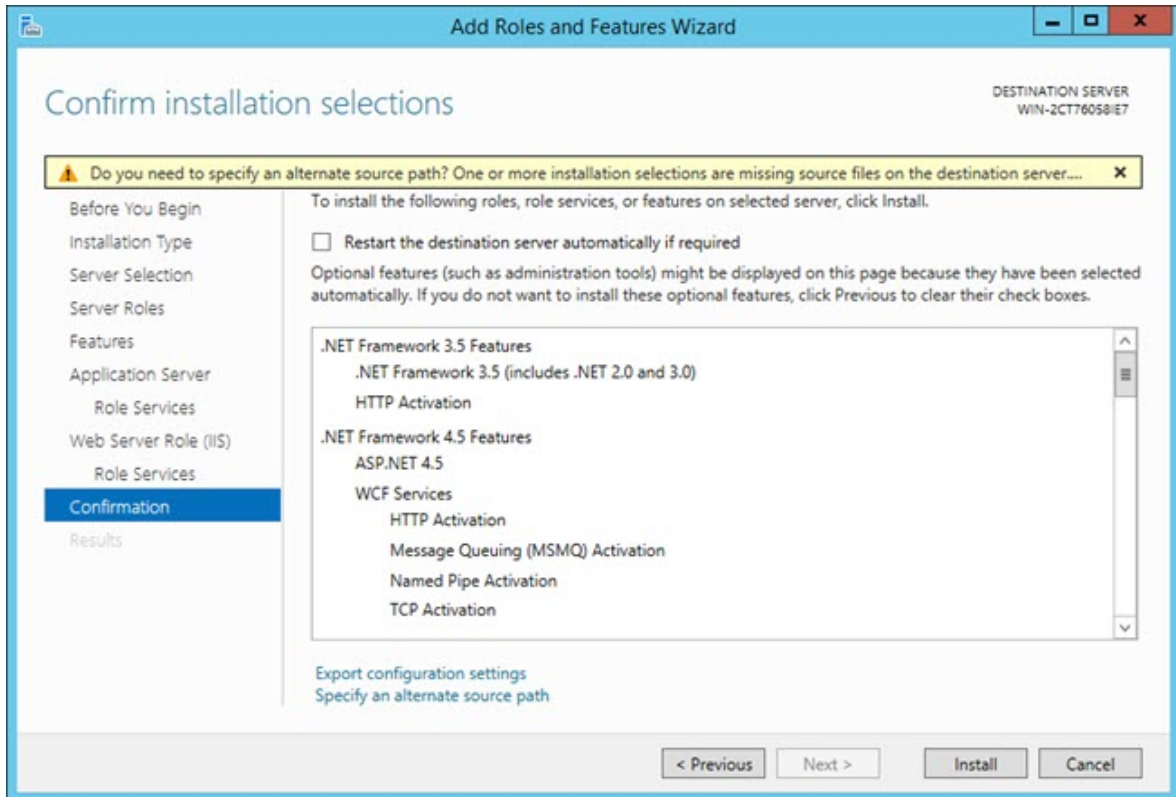 Add Roles and Features Wizard
Confirm installation selections
DESTINATION SERVER
WIN-2CT76058IE7
Do you need to specify an alternate source path? One or more installation selections are missing source files on the destination server....
Before You Begin
Installation Type
Server Selection
Server Roles
Features
Application Server
Role Services
Web Server Role (IIS)
Role Services
Confirmation
Results
To install the following roles, role services, or features on selected server, click Install.
Restart the destination server automatically if required
Optional features (such as administration tools) might be displayed on this page because they have been selected
automatically. If you do not want to install these optional features, click Previous to clear their check boxes.
.NET Framework 3.5 Features
.NET Framework 3.5 (includes .NET 2.0 and 3.0)
HTTP Activation
.NET Framework 4.5 Features
ASP.NET 4.5
WCF Services
HTTP Activation
Message Queuing (MSMQ) Activation
Named Pipe Activation
TCP Activation
Export configuration settings
Specify an alternate source path
< Previous
Next >
Install
Cancel